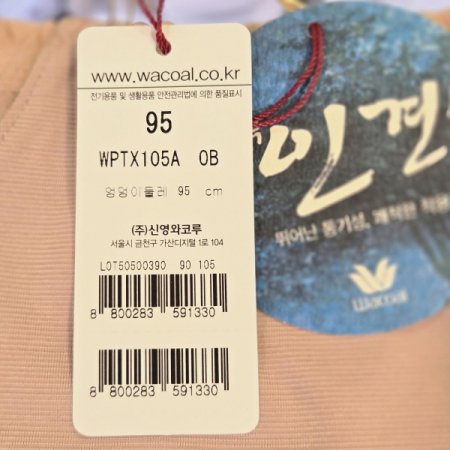 www.wacoal.co.kr
전기용품 및 생활용품 안전관리법에 의한 품질표시
95
WPTX105A OB
엉덩이둘레 95 cm
(주)신영와코루
서울시 금천구 가산디지털 1로 104
LOT50500390 90 105
8 800283 591330
8 800283 591330
인견
뛰어난 통기성, 쾌적한 착용
Wacoal